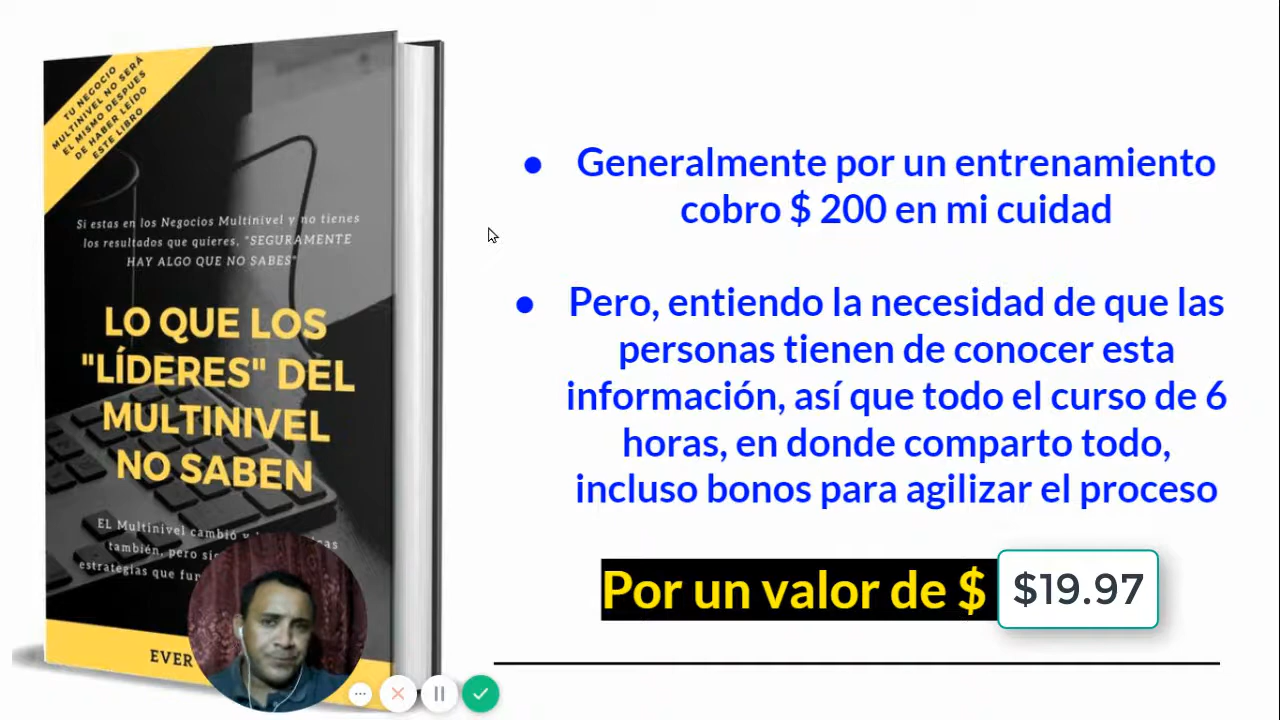 TU NEGOCIO
MULTINIVEL NO SERÁ
EL MISMO DESPUES
DE HABER LEÍDO
ESTE LIBRO
Si estas en los Negocios Multinivel y no tienes
los resultados que quieres, "SEGURAMENTE
HAY ALGO QUE NO SABES"
LO QUE LOS
"LÍDERES" DEL
MULTINIVEL
NO SABEN
EL Multinivel cambió
también, pero
estrategias que
EVER
● Generalmente por un entrenamiento
cobro $ 200 en mi cuidad
● Pero, entiendo la necesidad de que las
personas tienen de conocer esta
información, así que todo el curso de 6
horas, en donde comparto todo,
incluso bonos para agilizar el proceso
Por un valor de $ $19.97